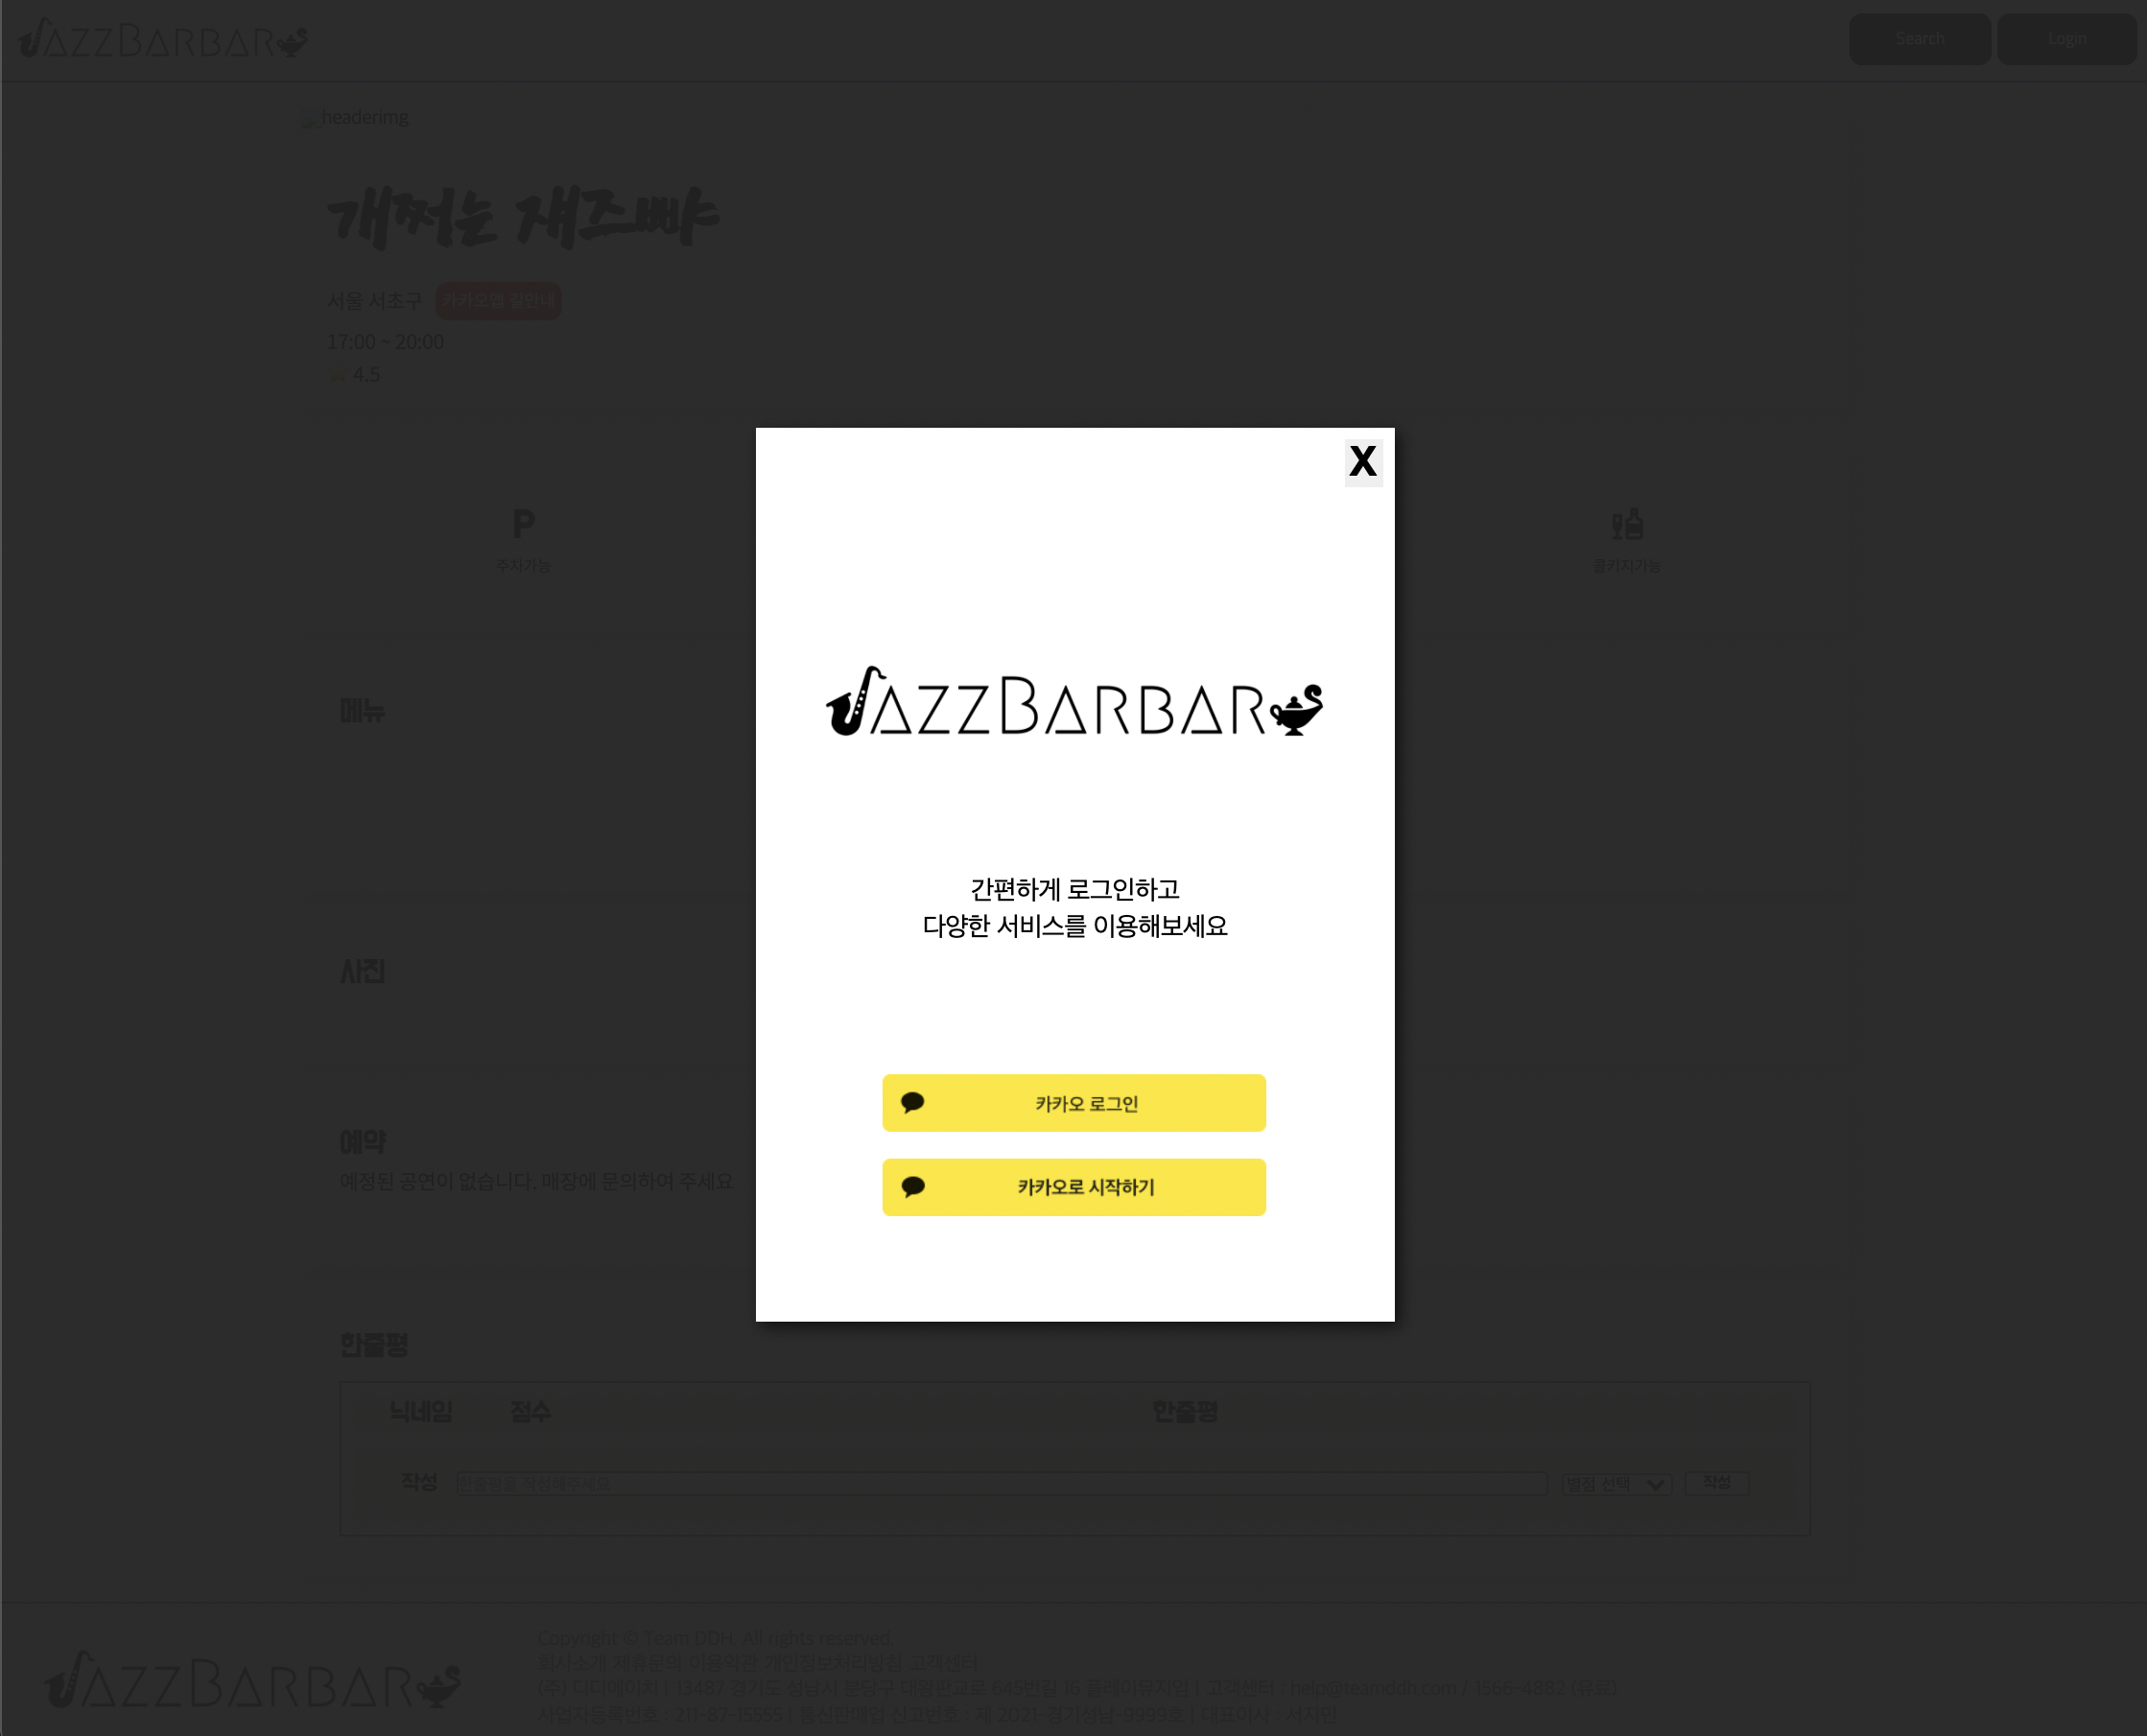 JAZZBARBAR
Search
Login
headerimg
개쩌는 재즈빠
서울 서초구
카카오맵 길안내
17:00 ~ 20:00
4.5
X
P
주차가능
콜키지가능
JAZZBARBAR
메뉴
간편하게 로그인하고
다양한 서비스를 이용해보세요
사진
카카오 로그인
예약
예정된 공연이 없습니다. 매장에 문의하여 주세요
카카오로 시작하기
한줄평
닉네임 점수 한줄평
작성 한줄평을 작성해주세요 별점 선택 작성
JAZZBARBAR
Copyright © Team DDH. All rights reserved.
회사소개 제휴문의 이용약관 개인정보처리방침 고객센터
(주) 디디에이치 | 13487 경기도 성남시 분당구 대왕판교로 645번길 16 플레이뮤지엄 | 고객센터 : help@teamddh.com / 1566-4882 (유료)
사업자등록번호 : 211-87-15555 | 통신판매업 신고번호 : 제 2021-경기성남-9999호 | 대표이사 : 서지민